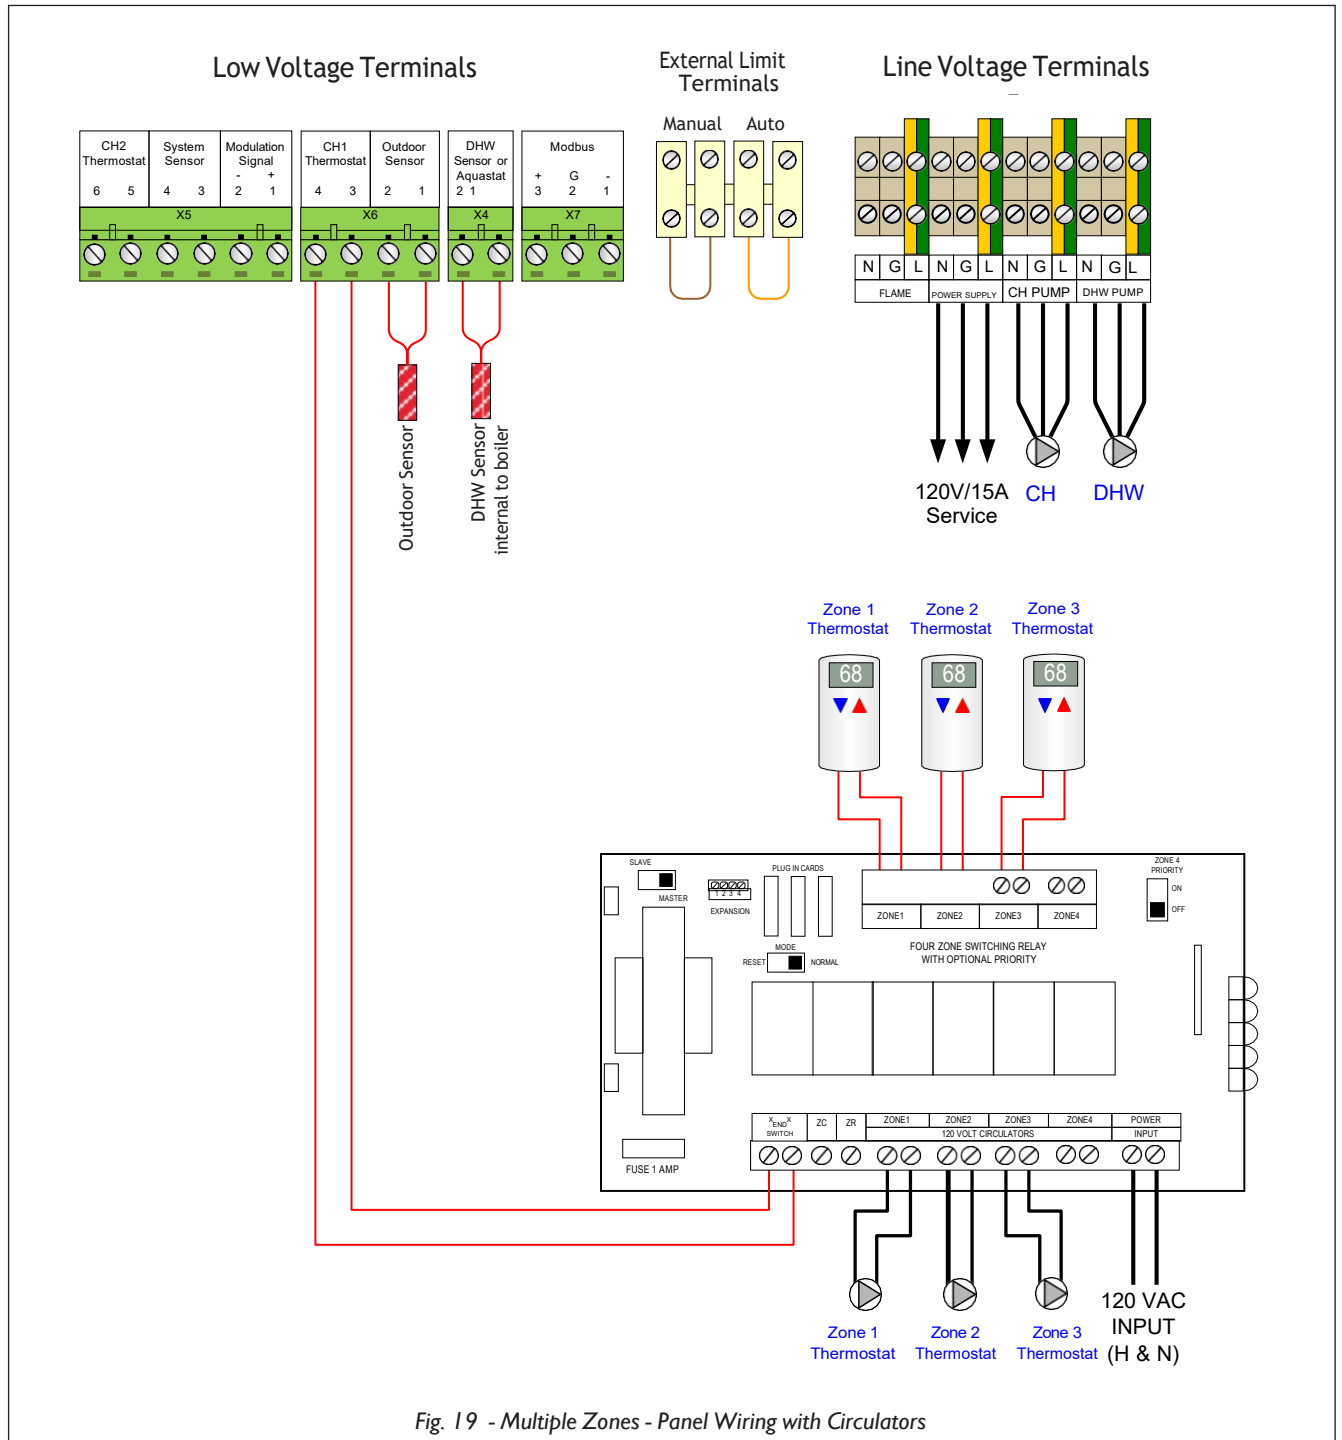 Low Voltage Terminals
External Limit
Terminals
Line Voltage Terminals
Manual Auto
CH2
Thermostat
6 5
System
Sensor
4 3
Modulation
Signal
- +
2 1
X5
CH1
Thermostat
4 3
Outdoor
Sensor
2 1
X6
DHW
Sensor or
Aquastat
2 1
X4
Modbus
+ G -
3 2 1
X7
N G L N G L N G L N G L
FLAME POWER SUPPLY CH PUMP DHW PUMP
Outdoor Sensor
DHW Sensor
internal to boiler
120V/15A
Service
CH
DHW
Zone 1
Thermostat
Zone 2
Thermostat
Zone 3
Thermostat
68 68 68
SLAVE
MASTER
1 2 3 4
EXPANSION
PLUG IN CARDS
MODE
RESET NORMAL
ZONE1 ZONE2 ZONE3 ZONE4
ZONE 4
PRIORITY
ON
OFF
FOUR ZONE SWITCHING RELAY
WITH OPTIONAL PRIORITY
FUSE 1 AMP
X END X
SWITCH
ZC ZR ZONE1 ZONE2 ZONE3 ZONE4 POWER
120 VOLT CIRCULATORS INPUT
Zone 1
Thermostat
Zone 2
Thermostat
Zone 3
Thermostat
120 VAC
INPUT
(H & N)
Fig. 19 - Multiple Zones - Panel Wiring with Circulators